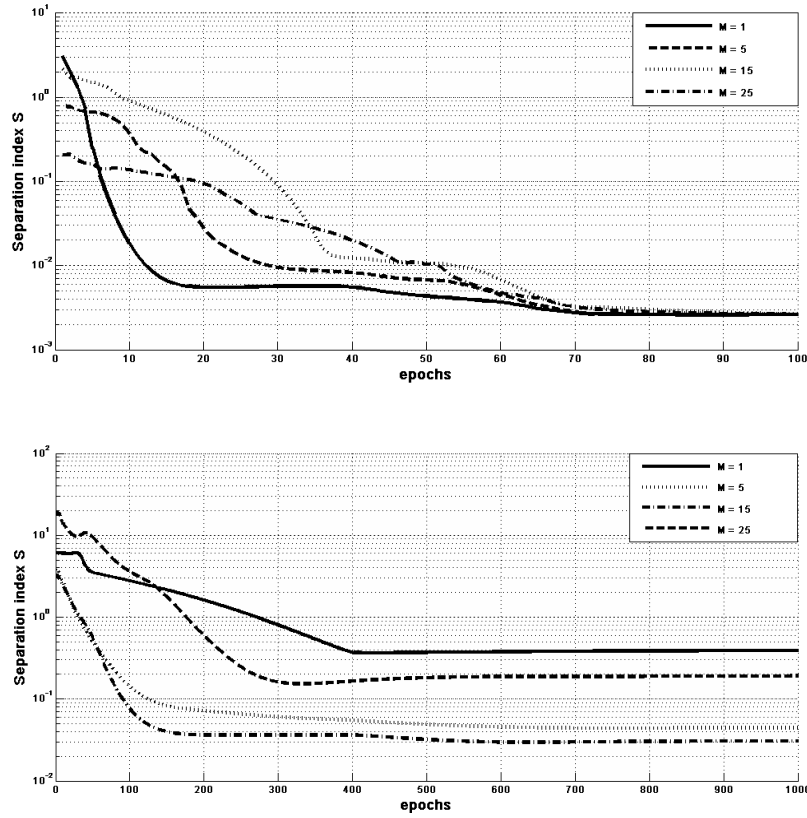 10^1
10^0
10^-1
10^-2
10^-3
Separation index S
M = 1
M = 5
M = 15
M = 25
0 10 20 30 40 50 60 70 80 90 100
epochs
10^2
10^1
10^0
10^-1
10^-2
Separation index S
M = 1
M = 5
M = 15
M = 25
0 100 200 300 400 500 600 700 800 900 1000
epochs